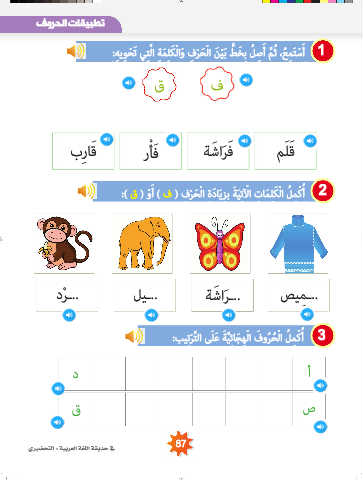 تطبيقات الحروف
1 أَسْتَمِعُ، ثُمَّ أَصِلُ بِخَطٍّ بَيْنَ الْحَرْفِ وَالْكَلِمَةِ الَّتِي تَحْوِيهِ:
ف ق
قَلَم فَرَاشَة فَأْر قَارِب
2 أُكْمِلُ الْكَلِمَاتِ الْآتِيَةَ بِزِيَادَةِ الْحَرْفِ ( ف ) أَوْ ( ق ):
...مِيص ...رَاشَة ...يل ...رْد
3 أُكْمِلُ الْحُرُوفَ الْهِجَائِيَّةَ عَلَى التَّرْتِيبِ:
أ د
ص ق
87
في حديقة اللغة العربية - التحضيري